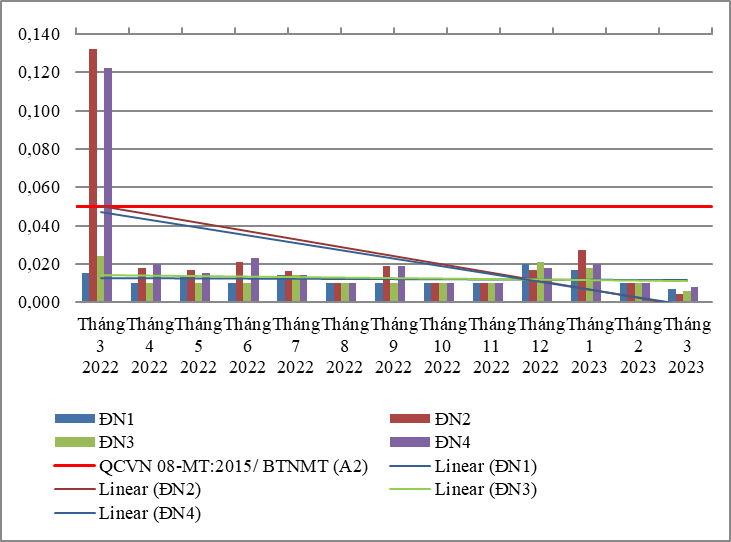 0,140
0,120
0,100
0,080
0,060
0,040
0,020
0,000
Tháng Tháng Tháng Tháng Tháng Tháng Tháng Tháng Tháng Tháng Tháng Tháng Tháng
3 4 5 6 7 8 9 10 11 12 1 2 3
2022 2022 2022 2022 2022 2022 2022 2022 2022 2022 2023 2023 2023
ĐN1 ĐN2
ĐN3 ĐN4
QCVN 08-MT:2015/ BTNMT (A2) Linear (ĐN1)
Linear (ĐN2) Linear (ĐN3)
Linear (ĐN4)